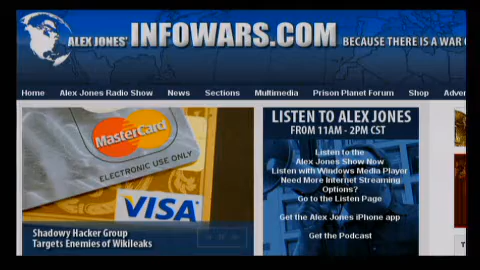 ALEX JONES' INFOWARS.COM BECAUSE THERE IS A WAR
Home Alex Jones Radio Show News Sections Multimedia Prison Planet Forum Shop
MasterCard
ELECTRONIC USE ONLY
VISA
Shadowy Hacker Group
Targets Enemies of Wikileaks
LISTEN TO ALEX JONES
FROM 11AM - 2PM CST
Listen to the
Alex Jones Show Now
Listen with Windows Media Player
Need More Internet Streaming
Options?
Go to the Listen Page
Get the Alex Jones iPhone app
Get the Podcast